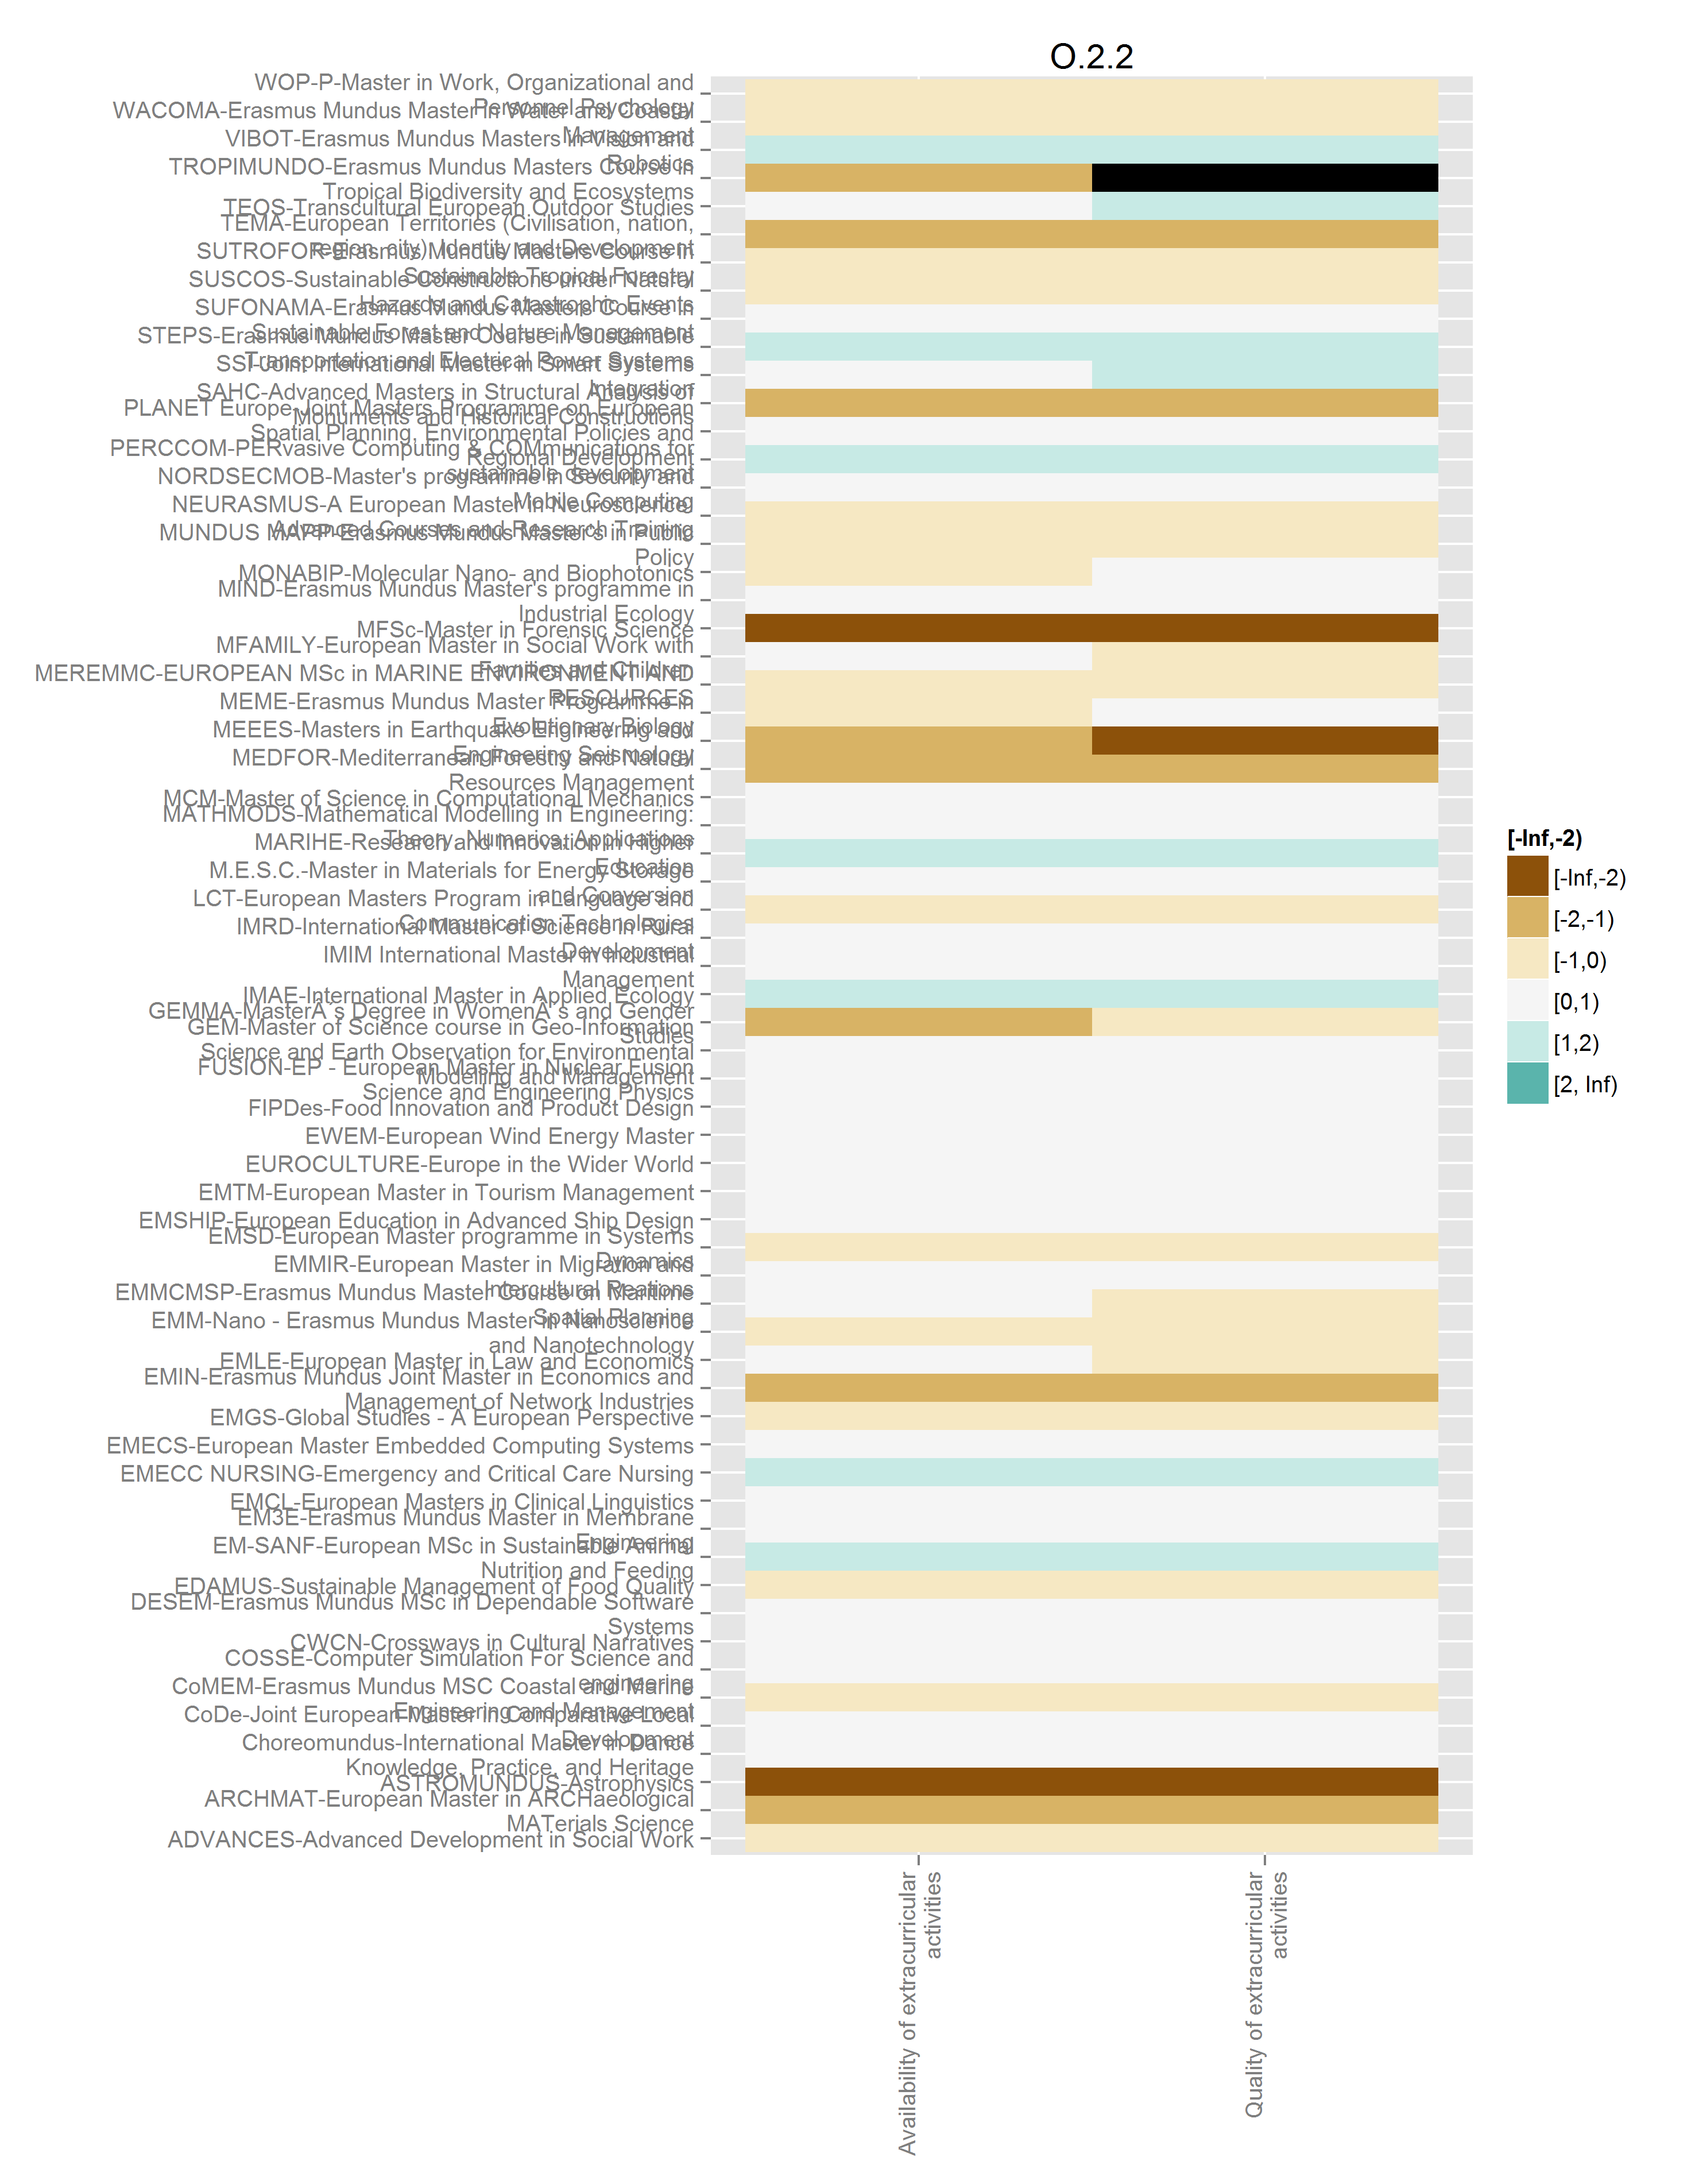 O.2.2
WOP-P-Master in Work, Organizational and
Personnel Psychology
WACOMA-Erasmus Mundus Master in Water and Coastal
Management
VIBOT-Erasmus Mundus Masters in Vision and
Robotics
TROPIMUNDO-Erasmus Mundus Masters Course in
Tropical Biodiversity and Ecosystems
TEOS-Transcultural European Outdoor Studies
TEMA-European Territories (Civilisation, nation,
region, city), Identity and Development
SUTROFOR-Erasmus Mundus Masters Course in
Sustainable Tropical Forestry
SUSCOS-Sustainable Constructions under Natural
Hazards and Catastrophic Events
SUFONAMA-Erasmus Mundus Masters Course in
Sustainable Forest and Nature Management
STEPS-Erasmus Mundus Master Course in Sustainable
Transportation and Electrical Power Systems
SSI-Joint International Master in Smart Systems
Integration
SAHC-Advanced Masters in Structural Analysis of
Monuments and Historical Constructions
PLANET Europe-Joint Masters Programme on European
Spatial Planning, Environmental Policies and
Regional Development
PERCCOM-PERvasive Computing & COMmunications for
sustainable development
NORDSECMOB-Master's programme in Security and
Mobile Computing
NEURASMUS-A European Master in Neuroscience:
Advanced Courses and Research Training
MUNDUS MAPP-Erasmus Mundus Master's in Public
Policy
MONABIP-Molecular Nano- and Biophotonics
MIND-Erasmus Mundus Master's programme in
Industrial Ecology
MFSc-Master in Forensic Science
MFAMILY-European Master in Social Work with
Families and Children
MEREMMC-EUROPEAN MSc in MARINE ENVIRONMENT AND
RESOURCES
MEME-Erasmus Mundus Master Programme in
Evolutionary Biology
MEEES-Masters in Earthquake Engineering and
Engineering Seismology
MEDFOR-Mediterranean Forestry and Natural
Resources Management
MCM-Master of Science in Computational Mechanics
MATHMODS-Mathematical Modelling in Engineering:
Theory, Numerics, Applications
MARIHE-Research and Innovation in Higher
Education
M.E.S.C.-Master in Materials for Energy Storage
and Conversion
LCT-European Masters Program in Language and
Communication Technologies
IMRD-International Master of Science in Rural
Development
IMIM International Master in Industrial
Management
IMAE-International Master in Applied Ecology
GEMMA-MasterÂ´s Degree in WomenÂ´s and Gender
Studies
GEM-Master of Science course in Geo-Information
Science and Earth Observation for Environmental
Modelling and Management
FUSION-EP - European Master in Nuclear Fusion
Science and Engineering Physics
FIPDes-Food Innovation and Product Design
EWEM-European Wind Energy Master
EUROCULTURE-Europe in the Wider World
EMTM-European Master in Tourism Management
EMSHIP-European Education in Advanced Ship Design
EMSD-European Master programme in Systems
Dynamics
EMMIR-European Master in Migration and
Intercultural Reations
EMMCMSP-Erasmus Mundus Master Course on Maritime
Spatial Planning
EMM-Nano - Erasmus Mundus Master in Nanoscience
and Nanotechnology
EMLE-European Master in Law and Economics
EMIN-Erasmus Mundus Joint Master in Economics and
Management of Network Industries
EMGS-Global Studies - A European Perspective
EMECS-European Master Embedded Computing Systems
EMECC NURSING-Emergency and Critical Care Nursing
EMCL-European Masters in Clinical Linguistics
EM3E-Erasmus Mundus Master in Membrane
Engineering
EM-SANF-European MSc in Sustainable Animal
Nutrition and Feeding
EDAMUS-Sustainable Management of Food Quality
DESEM-Erasmus Mundus MSc in Dependable Software
Systems
CWCN-Crossways in Cultural Narratives
COSSE-Computer Simulation For Science and
engineering
CoMEM-Erasmus Mundus MSC Coastal and Marine
Engineering and Management
CoDe-Joint European Master in Comparative Local
Development
Choreomundus-International Master in Dance
Knowledge, Practice, and Heritage
ASTROMUNDUS-Astrophysics
ARCHMAT-European Master in ARCHaeological
MATerials Science
ADVANCES-Advanced Development in Social Work
Availability of extracurricular
activities
Quality of extracurricular
activities
[-Inf,-2)
[-Inf,-2)
[-2,-1)
[-1,0)
[0,1)
[1,2)
[2, Inf)